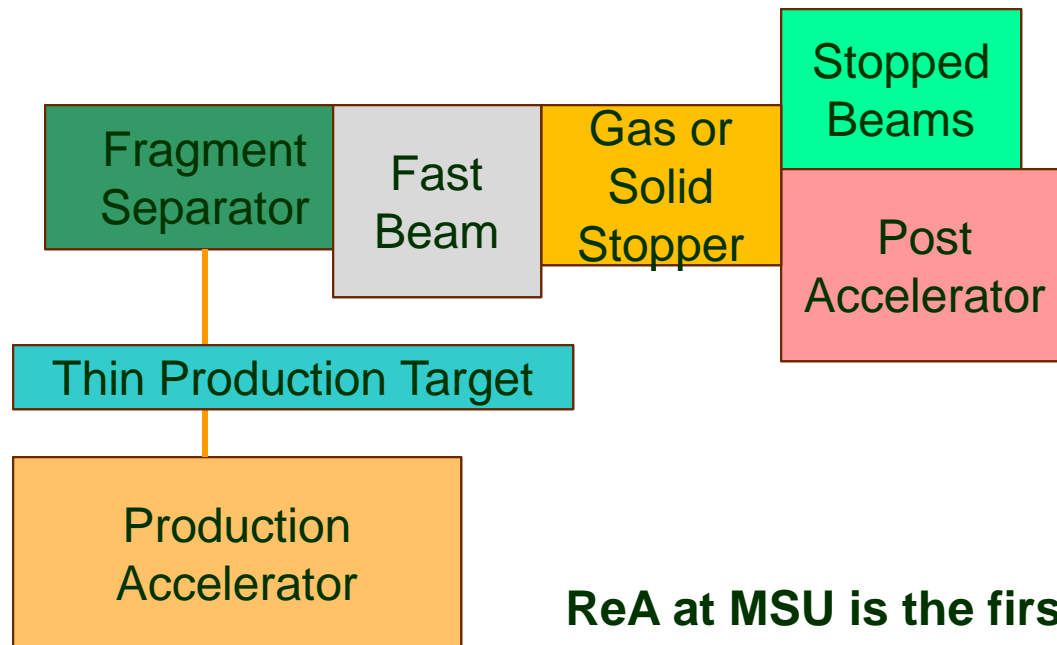 Stopped
Beams
Fragment
Separator
Fast
Beam
Gas or
Solid
Stopper
Post
Accelerator
Thin Production Target
Production
Accelerator
ReA at MSU is the firs